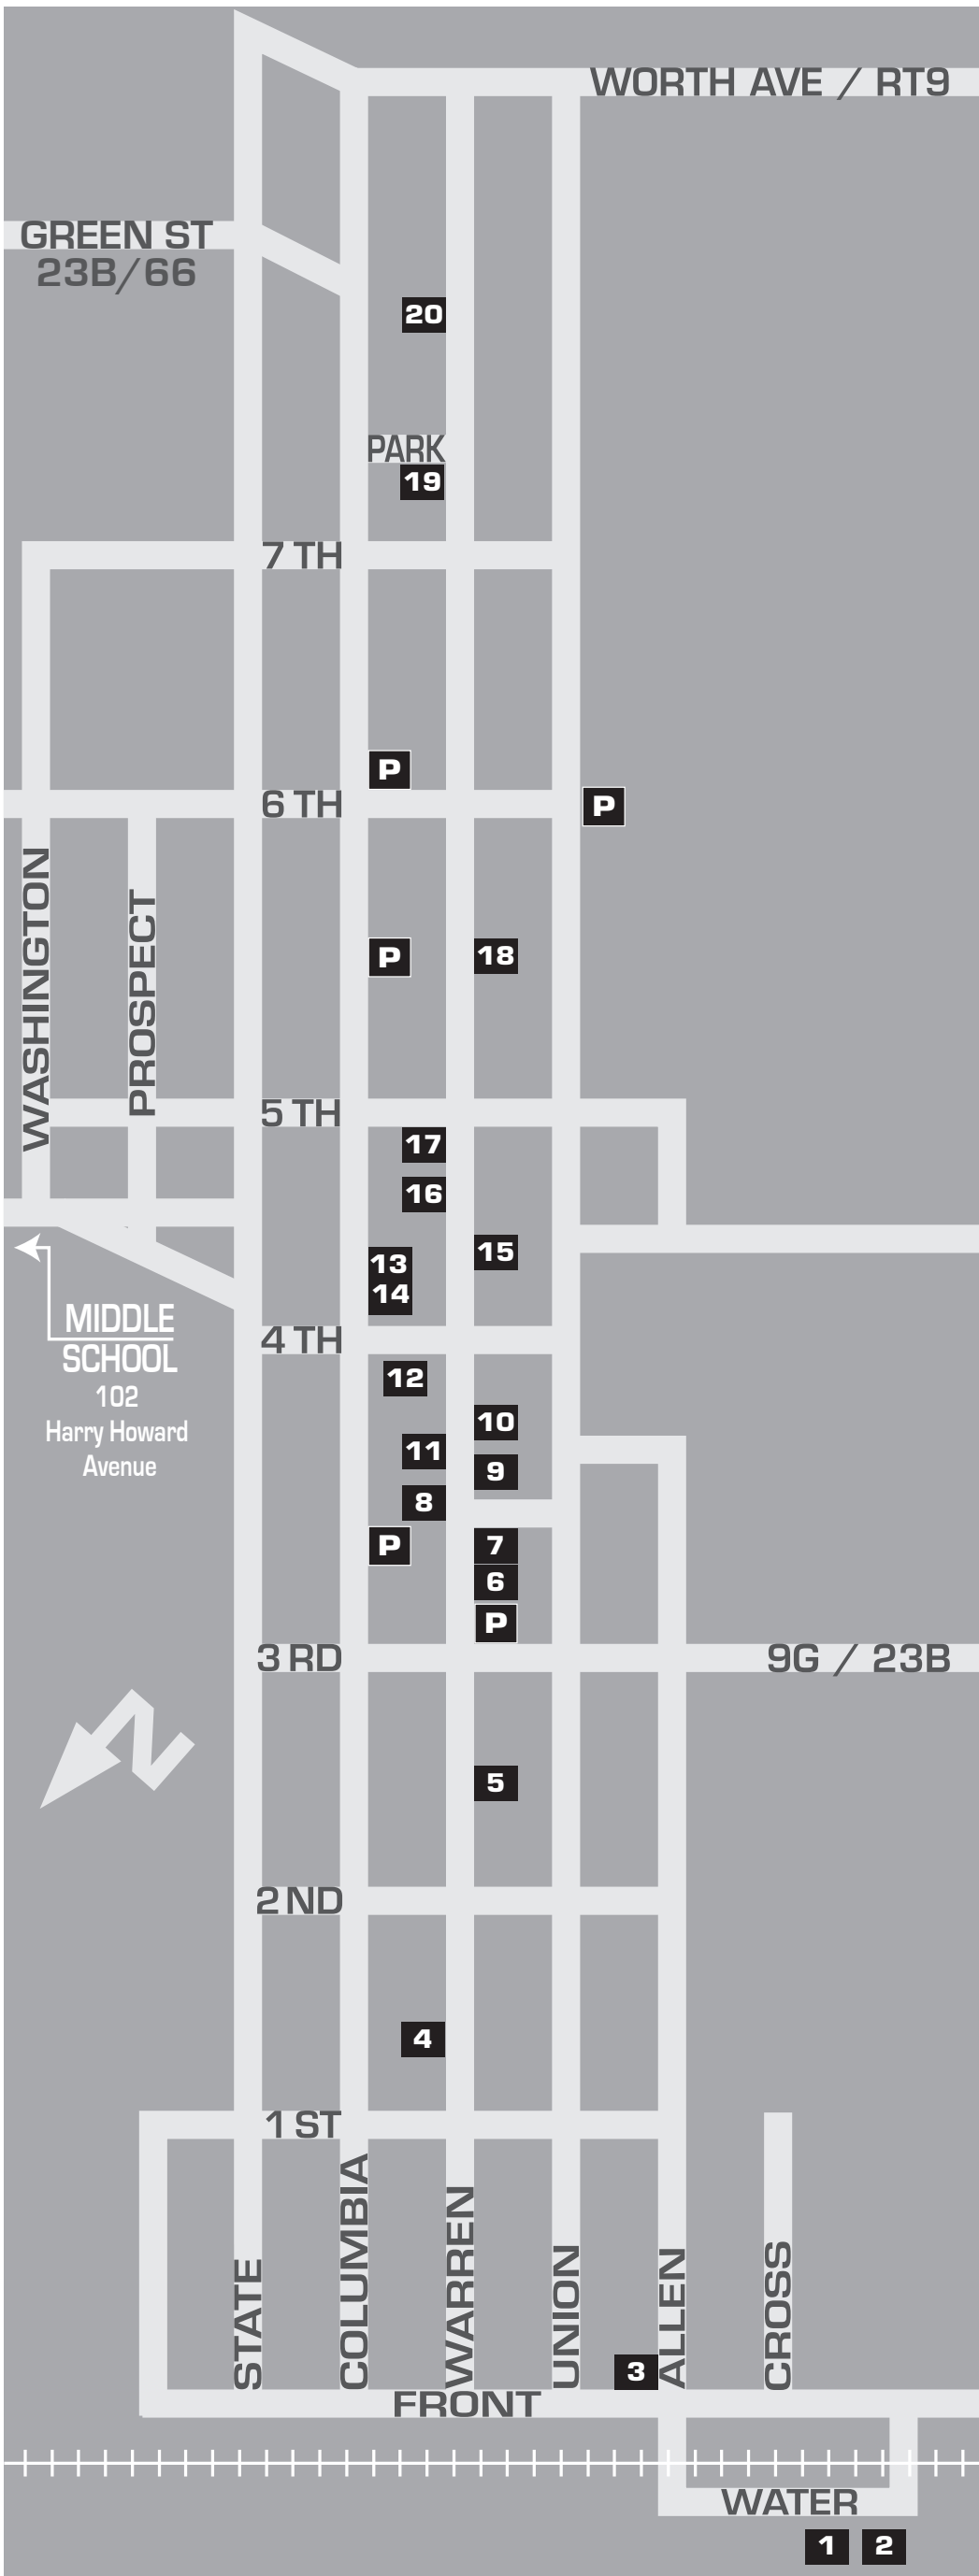 WORTH AVE / RT9
GREEN ST
23B/66
20
PARK
19
7 TH
P
6 TH
P
WASHINGTON
PROSPECT
P
18
5 TH
17
16
15
13
14
MIDDLE
SCHOOL
102
Harry Howard
Avenue
4 TH
12
10
11
9
8
P
7
6
P
3 RD
9G / 23B
N
5
2 ND
4
1 ST
STATE
COLUMBIA
WARREN
UNION
ALLEN
CROSS
3
FRONT
WATER
1
2